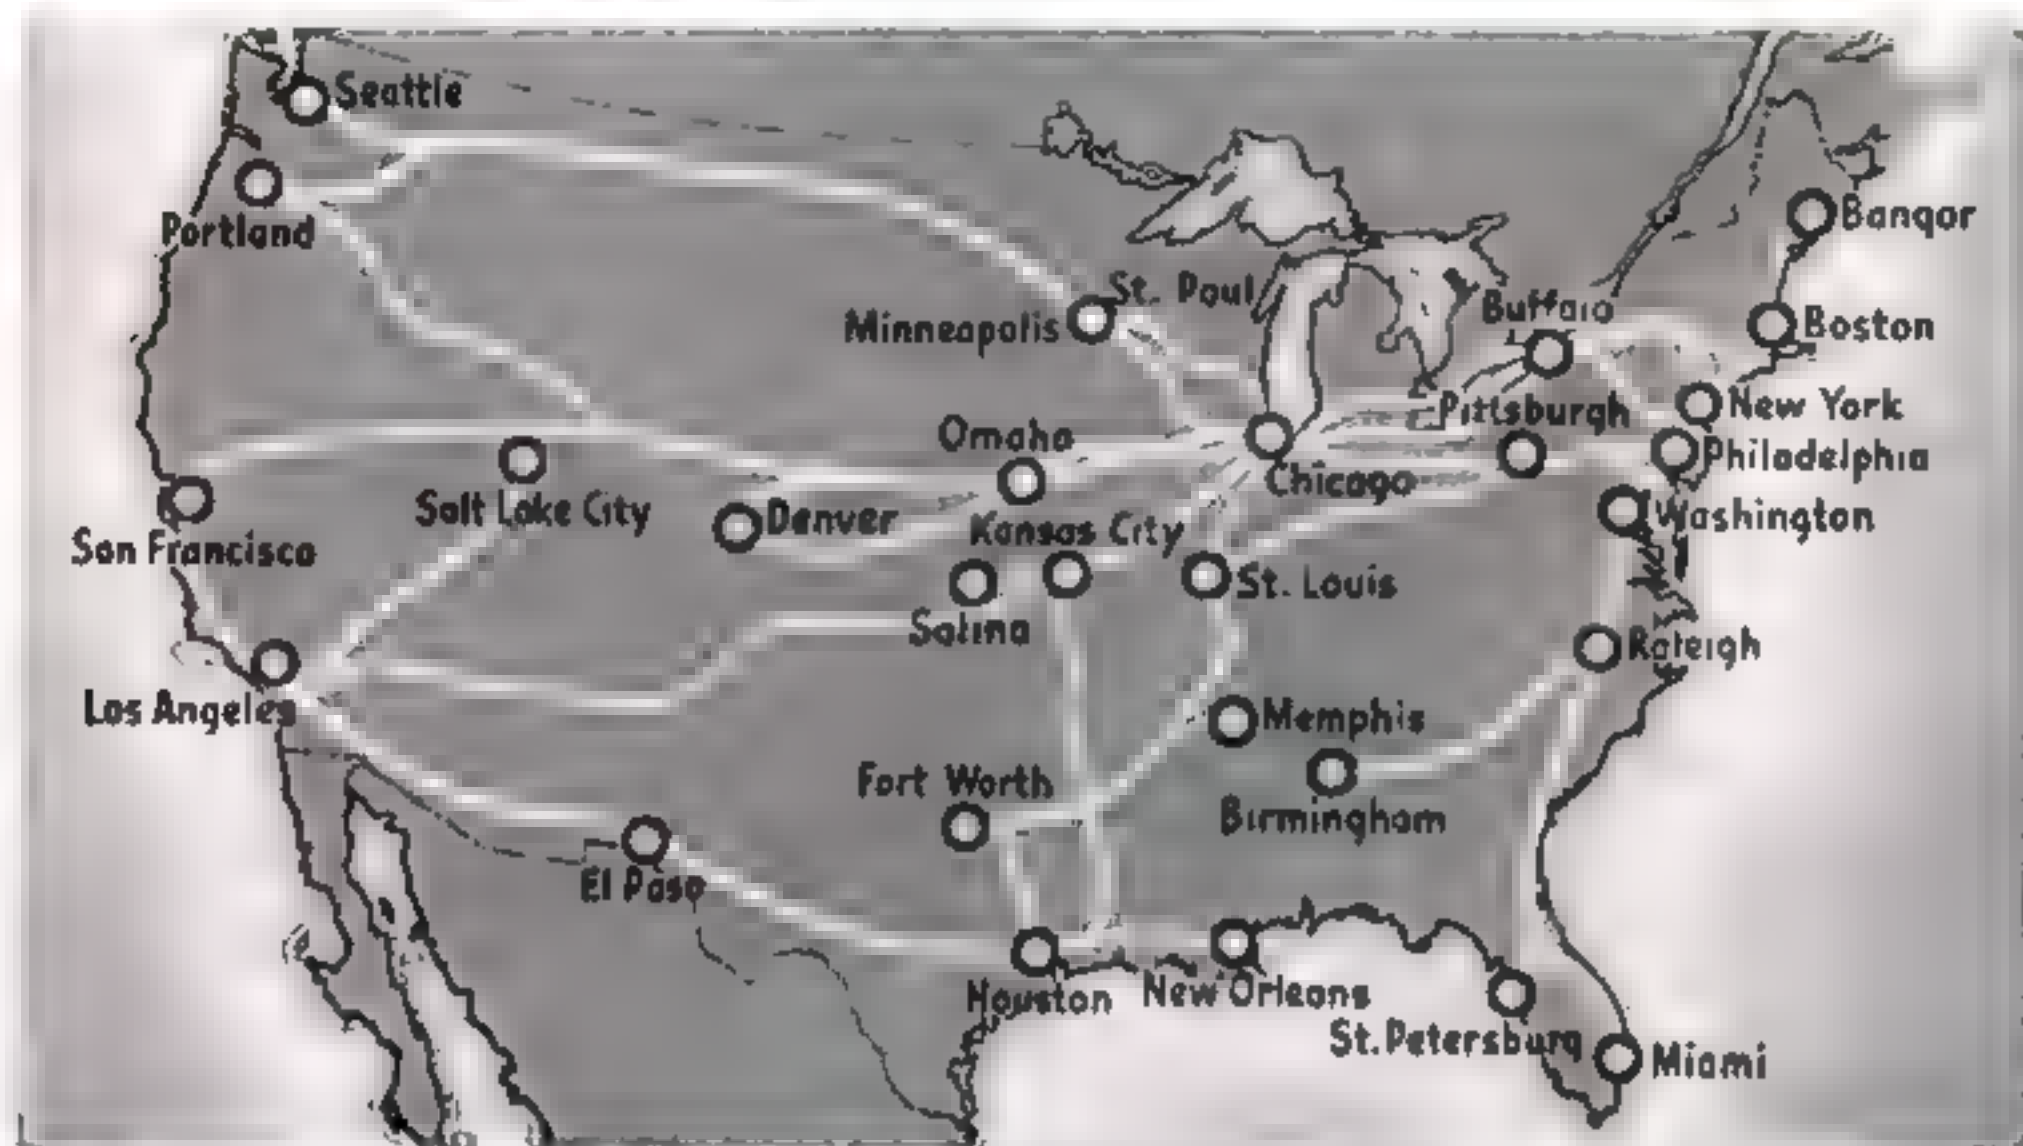 Seattle
Portland
Bangor
St. Paul
Minneapolis
Buffalo
Boston
Omaha
Pittsburgh
New York
Chicago
Philadelphia
Salt Lake City
Denver
Kansas City
Washington
San Francisco
St. Louis
Salina
Raleigh
Los Angeles
Memphis
Fort Worth
Birmingham
El Paso
Houston
New Orleans
St. Petersburg
Miami